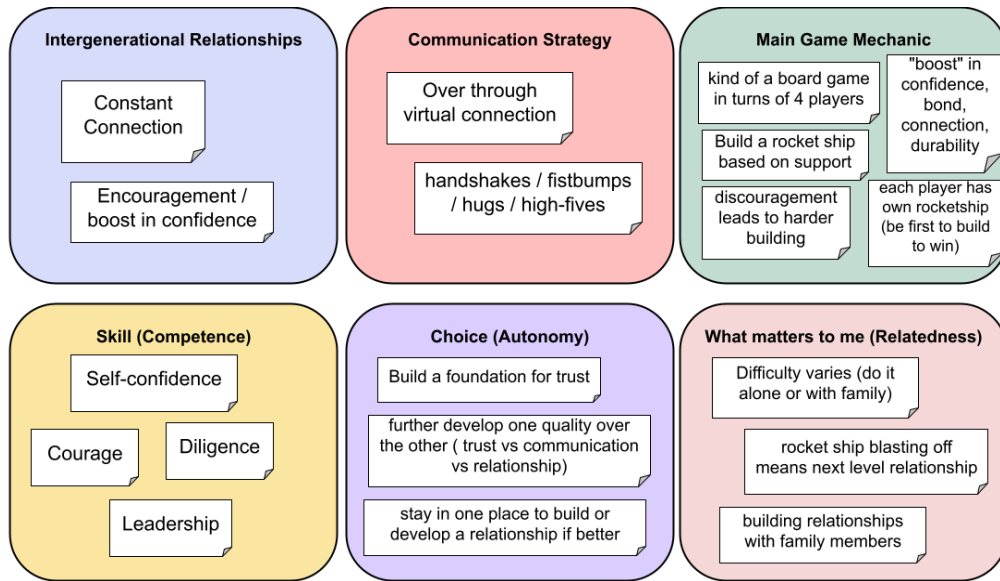 Intergenerational Relationships
Constant
Connection
Encouragement /
boost in confidence
Communication Strategy
Over through
virtual connection
handshakes / fistbumps
/ hugs / high-fives
Main Game Mechanic
kind of a board game
in turns of 4 players
"boost" in
confidence,
bond,
connection,
durability
Build a rocket ship
based on support
discouragement
leads to harder
building
each player has
own rocketship
(be first to build
to win)
Skill (Competence)
Self-confidence
Courage
Diligence
Leadership
Choice (Autonomy)
Build a foundation for trust
further develop one quality over
the other ( trust vs communication
vs relationship)
stay in one place to build or
develop a relationship if better
What matters to me (Relatedness)
Difficulty varies (do it
alone or with family)
rocket ship blasting off
means next level relationship
building relationships
with family members